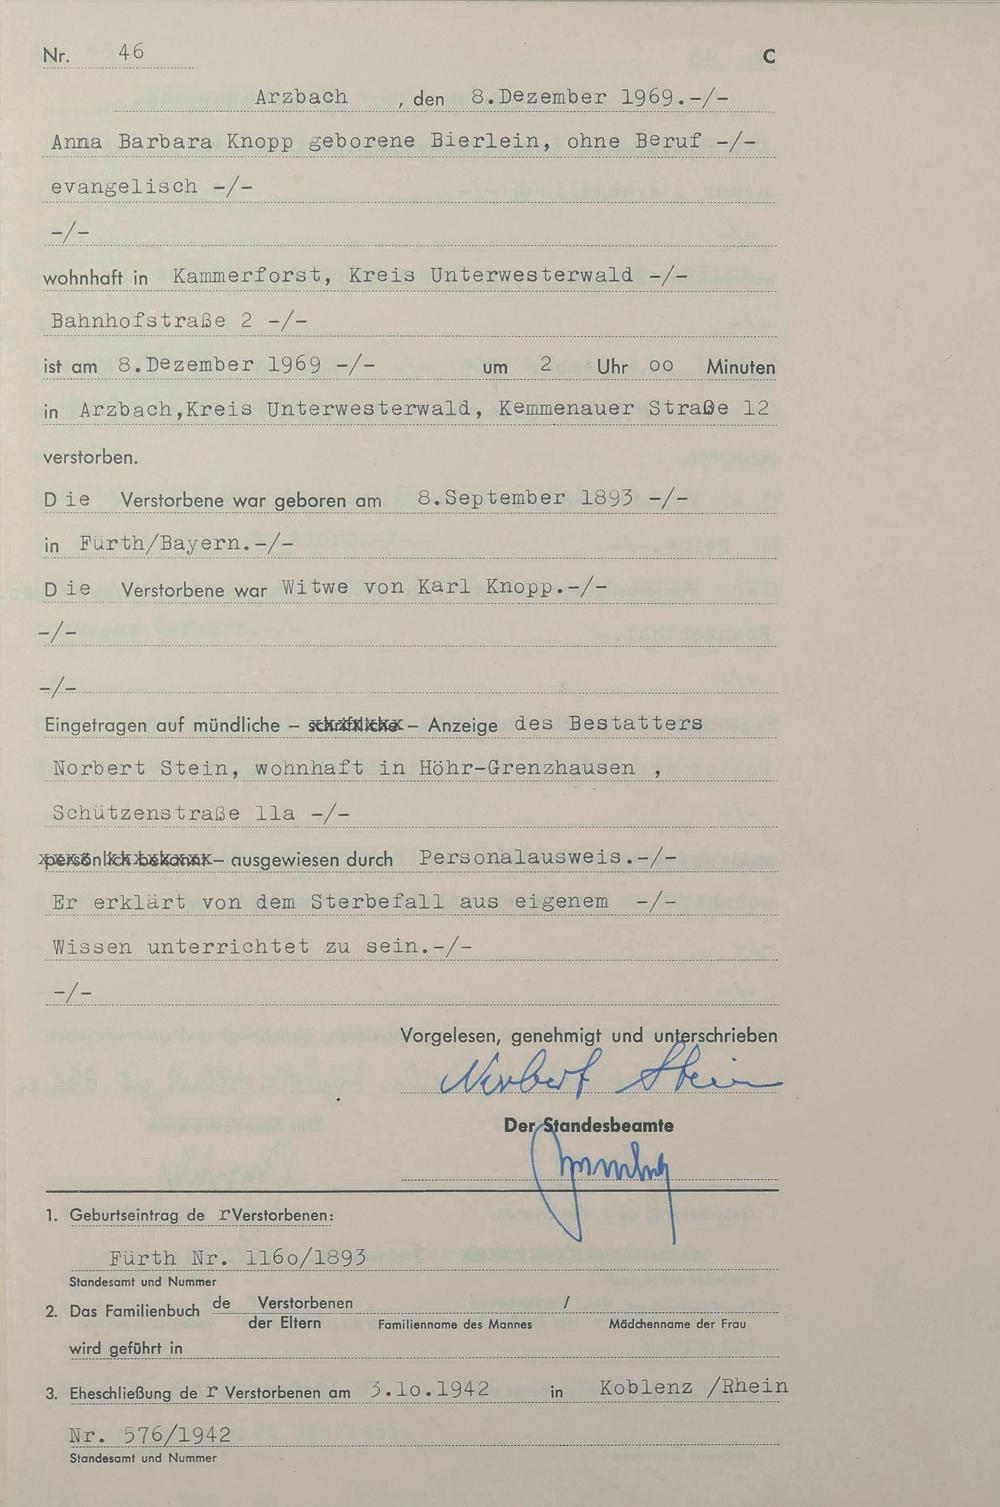 Nr. 46 C
Arzbach , den 8.Dezember 1969.-/-
Anna Barbara Knopp geborene Bierlein, ohne Beruf -/-
evangelisch -/-
-/-
wohnhaft in Kammerforst, Kreis Unterwesterwald -/-
Bahnhofstraße 2 -/-
ist am 8.Dezember 1969 -/- um 2 Uhr oo Minuten
in Arzbach,Kreis Unterwesterwald, Kemmenauer Straße 12
verstorben.
D ie Verstorbene war geboren am 8.September 1893 -/-
in Fürth/Bayern.-/-
D ie Verstorbene war Witwe von Karl Knopp.-/-
-/-
-/-
Eingetragen auf mündliche – schriftliche – Anzeige des Bestatters
Norbert Stein, wohnhaft in Höhr-Grenzhausen ,
Schützenstraße 11a -/-
persönlich bekannt – ausgewiesen durch Personalausweis.-/-
Er erklärt von dem Sterbefall aus eigenem -/-
Wissen unterrichtet zu sein.-/-
-/-
Vorgelesen, genehmigt und unterschrieben
Norbert Stein
Der Standesbeamte
1. Geburtseintrag de rVerstorbenen:
Fürth Nr. 116o/1893
Standesamt und Nummer
2. Das Familienbuch de Verstorbenen /
der Eltern Familienname des Mannes Mädchenname der Frau
wird geführt in
3. Eheschließung de r Verstorbenen am 3.1o.1942 in Koblenz /Rhein
Nr. 576/1942
Standesamt und Nummer